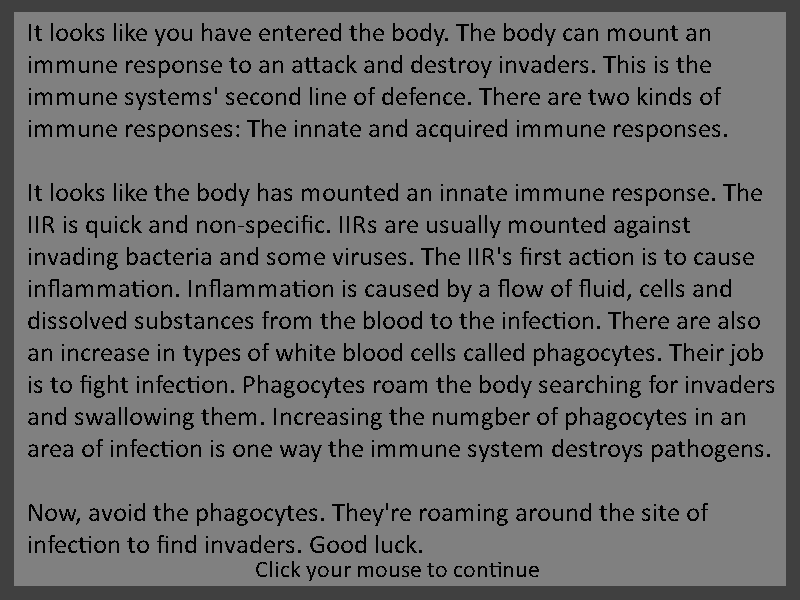 It looks like you have entered the body. The body can mount an
immune response to an attack and destroy invaders. This is the
immune systems' second line of defence. There are two kinds of
immune responses: The innate and acquired immune responses.
It looks like the body has mounted an innate immune response. The
IIR is quick and non-specific. IIRs are usually mounted against
invading bacteria and some viruses. The IIR's first action is to cause
inflammation. Inflammation is caused by a flow of fluid, cells and
dissolved substances from the blood to the infection. There are also
an increase in types of white blood cells called phagocytes. Their job
is to fight infection. Phagocytes roam the body searching for invaders
and swallowing them. Increasing the numgber of phagocytes in an
area of infection is one way the immune system destroys pathogens.
Now, avoid the phagocytes. They're roaming around the site of
infection to find invaders. Good luck.
Click your mouse to continue